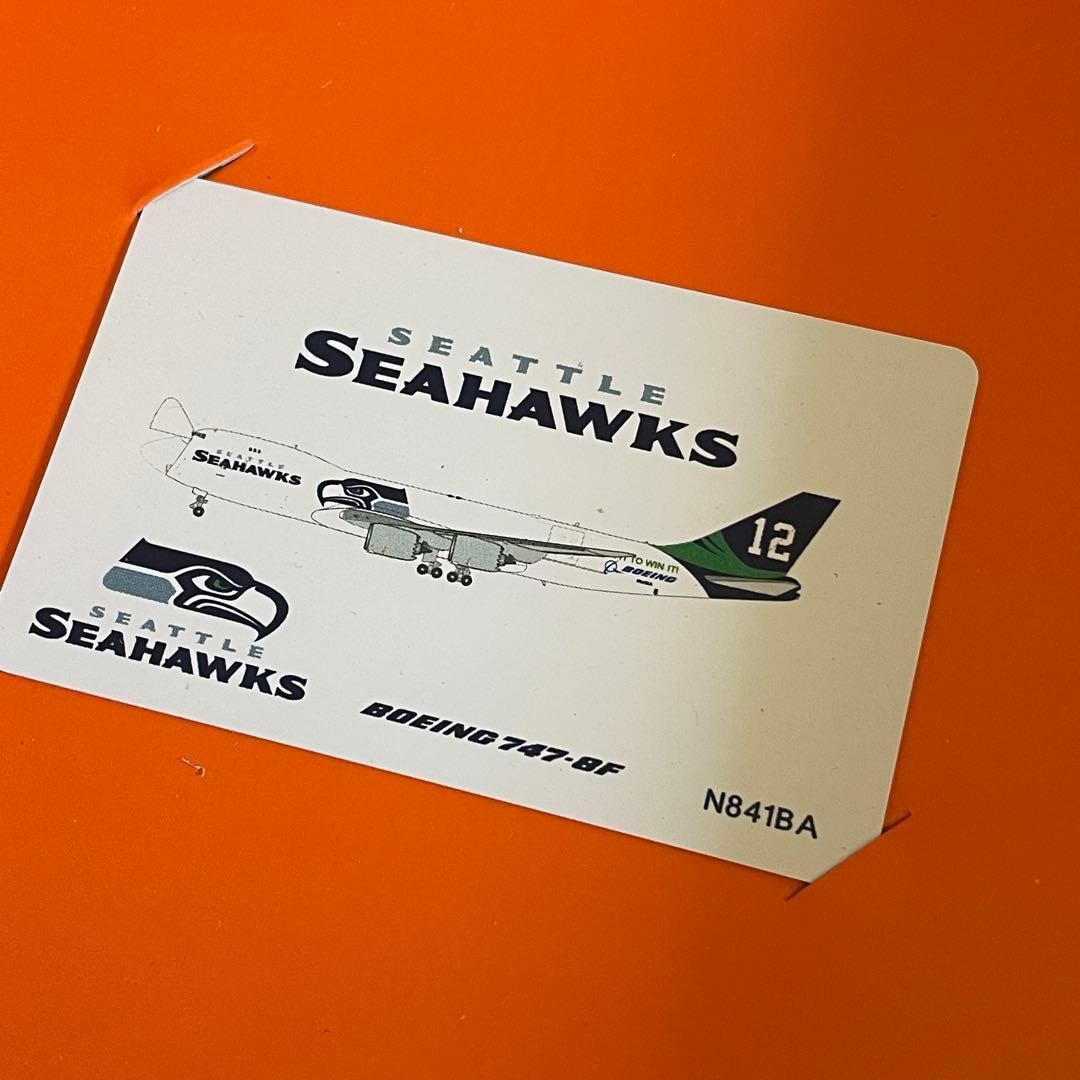 SEATTLE
SEAHAWKS
SEATTLE
SEAHAWKS
12
TO WIN IT!
BOEING
SEATTLE
SEAHAWKS
BOEING 747-8F
N841BA